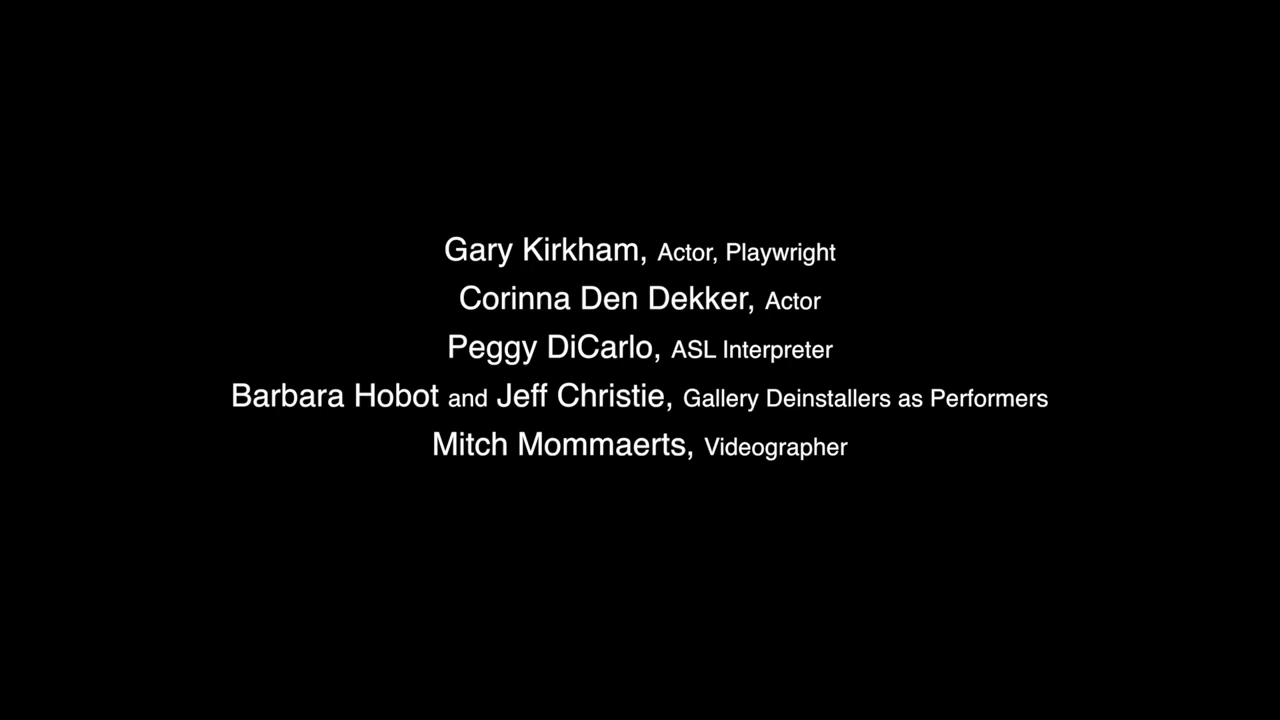 Gary Kirkham, Actor, Playwright
Corinna Den Dekker, Actor
Peggy DiCarlo, ASL Interpreter
Barbara Hobot and Jeff Christie, Gallery Deinstallers as Performers
Mitch Mommaerts, Videographer